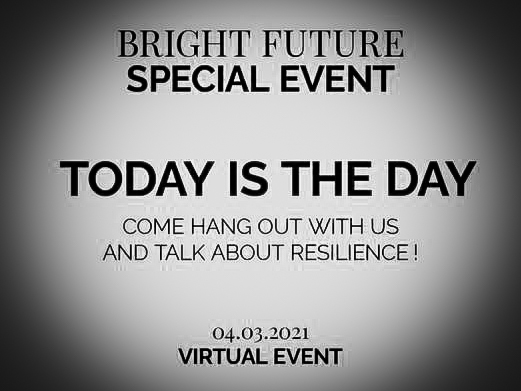 BRIGHT FUTURE
SPECIAL EVENT
TODAY IS THE DAY
COME HANG OUT WITH US
AND TALK ABOUT RESILIENCE !
04.03.2021
VIRTUAL EVENT